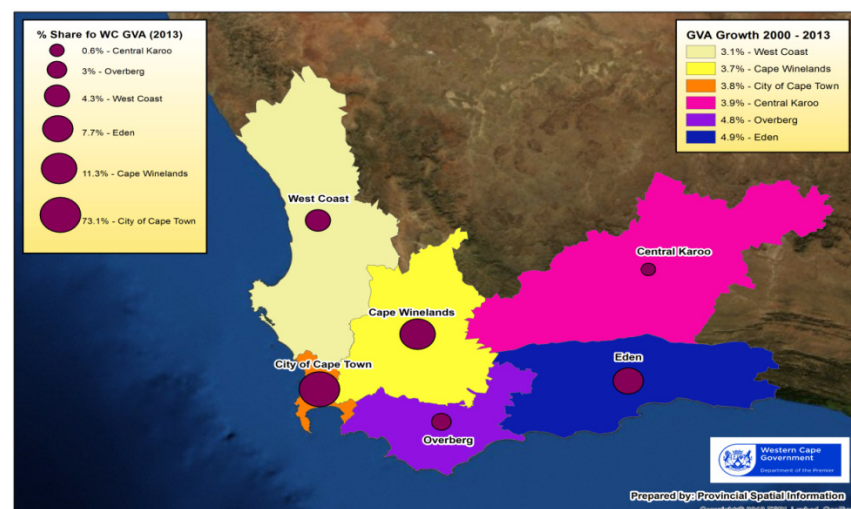 % Share fo WC GVA (2013)
0.6% - Central Karoo
3% - Overberg
4.3% - West Coast
7.7% - Eden
11.3% - Cape Winelands
73.1% - City of Cape Town
GVA Growth 2000 - 2013
3.1% - West Coast
3.7% - Cape Winelands
3.8% - City of Cape Town
3.9% - Central Karoo
4.8% - Overberg
4.9% - Eden
West Coast
Central Karoo
Cape Winelands
City of Cape Town
Eden
Overberg
Western Cape
Government
Department of the Premier
Prepared by: Provincial Spatial Information